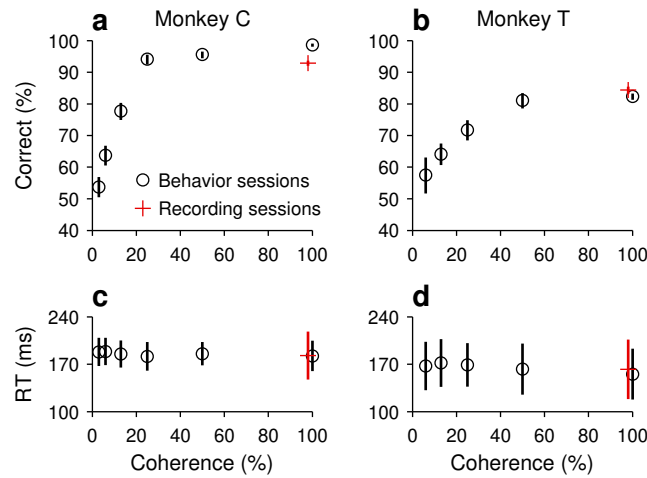 a Monkey C
b Monkey T
Correct (%)
100
90
80
70
60
50
40
0 20 40 60 80 100
Behavior sessions
Recording sessions
100
90
80
70
60
50
40
0 20 40 60 80 100
c
RT (ms)
240
170
100
0 20 40 60 80 100
Coherence (%)
d
240
170
100
0 20 40 60 80 100
Coherence (%)